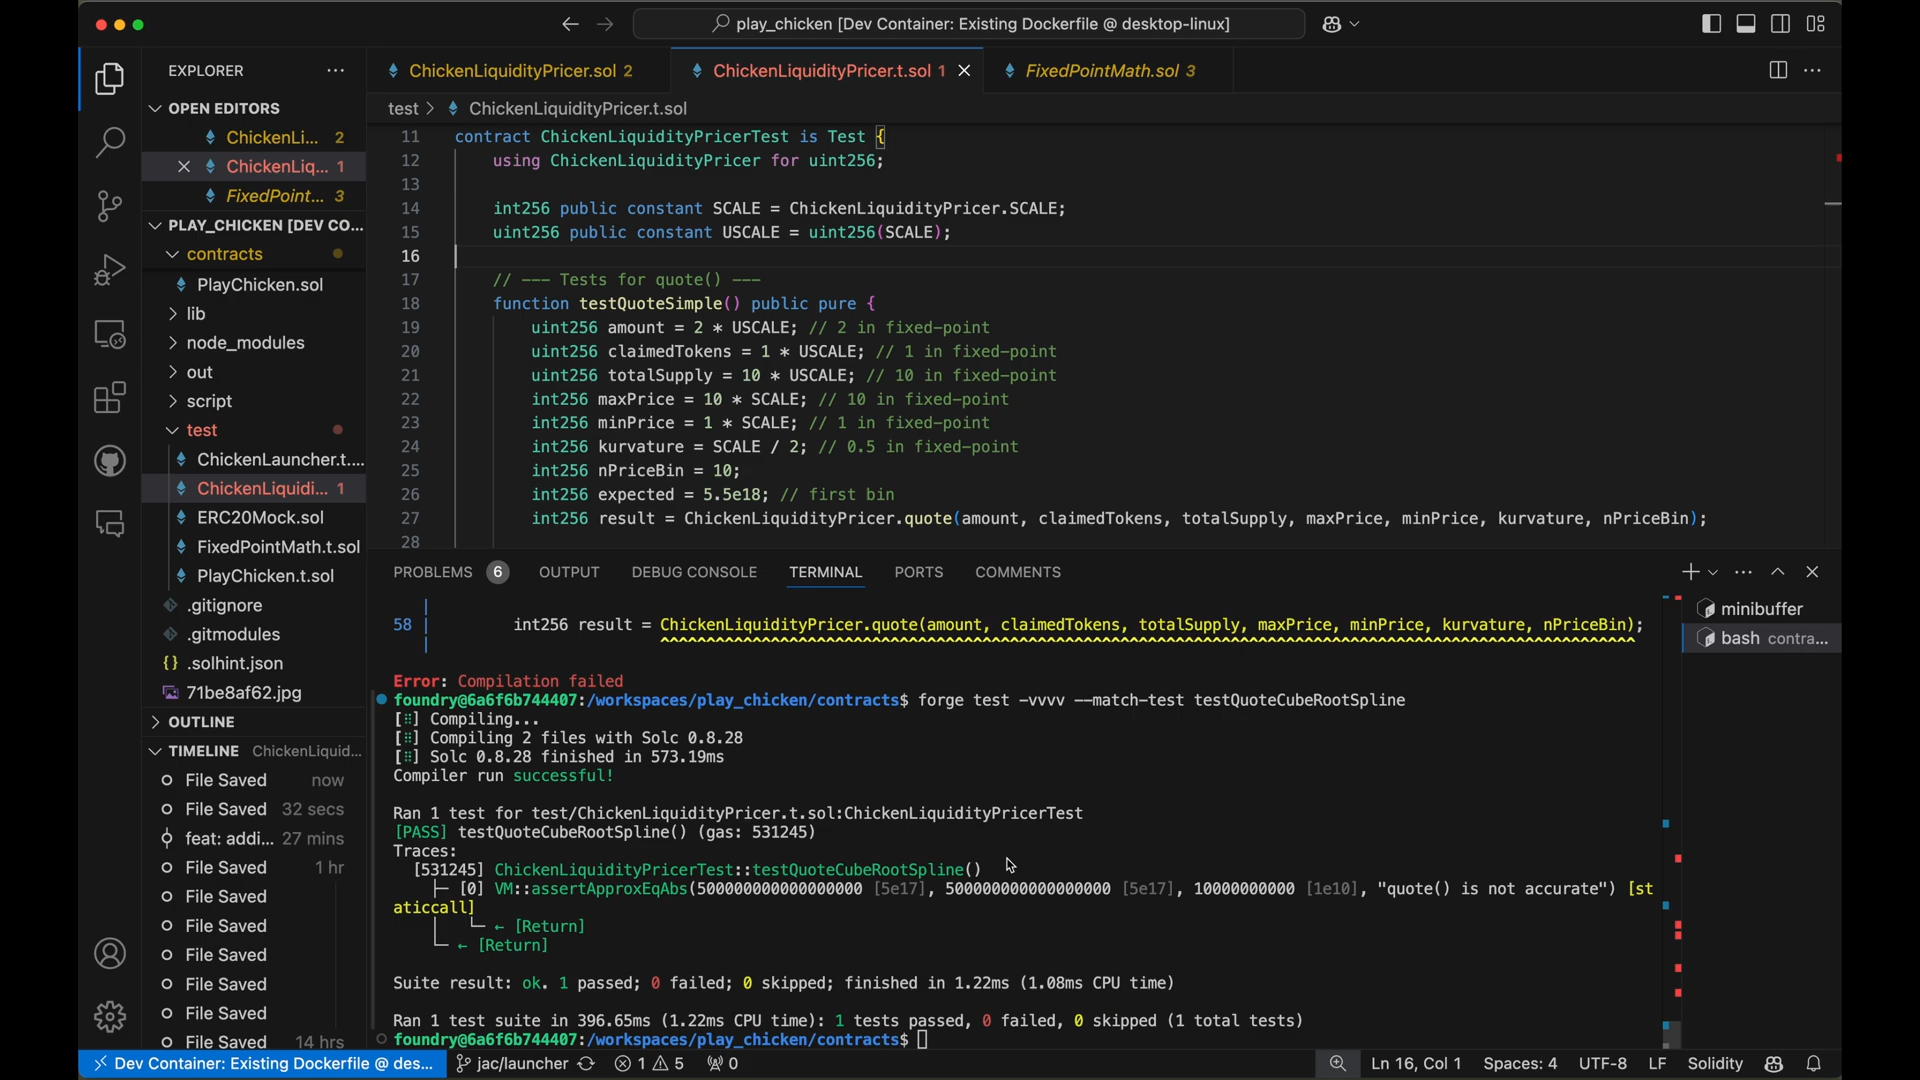 play_chicken [Dev Container: Existing Dockerfile @ desktop-linux]
EXPLORER
OPEN EDITORS
ChickenLi... 2
ChickenLiq... 1
FixedPoint... 3
PLAY_CHICKEN [DEV CO...
contracts
PlayChicken.sol
lib
node_modules
out
script
test
ChickenLauncher.t....
ChickenLiquidi... 1
ERC20Mock.sol
FixedPointMath.t.sol
PlayChicken.t.sol
.gitignore
.gitmodules
.solhint.json
71be8af62.jpg
OUTLINE
TIMELINE ChickenLiquid...
File Saved now
File Saved 32 secs
feat: addi... 27 mins
File Saved 1 hr
File Saved
File Saved
File Saved
File Saved
File Saved
File Saved 14 hrs
ChickenLiquidityPricer.sol 2
ChickenLiquidityPricer.t.sol 1
FixedPointMath.sol 3
test > ChickenLiquidityPricer.t.sol
11 contract ChickenLiquidityPricerTest is Test {
12 using ChickenLiquidityPricer for uint256;
13
14 int256 public constant SCALE = ChickenLiquidityPricer.SCALE;
15 uint256 public constant USCALE = uint256(SCALE);
16
17 // --- Tests for quote() ---
18 function testQuoteSimple() public pure {
19 uint256 amount = 2 * USCALE; // 2 in fixed-point
20 uint256 claimedTokens = 1 * USCALE; // 1 in fixed-point
21 uint256 totalSupply = 10 * USCALE; // 10 in fixed-point
22 int256 maxPrice = 10 * SCALE; // 10 in fixed-point
23 int256 minPrice = 1 * SCALE; // 1 in fixed-point
24 int256 kurvature = SCALE / 2; // 0.5 in fixed-point
25 int256 nPriceBin = 10;
26 int256 expected = 5.5e18; // first bin
27 int256 result = ChickenLiquidityPricer.quote(amount, claimedTokens, totalSupply, maxPrice, minPrice, kurvature, nPriceBin);
28
PROBLEMS 6 OUTPUT DEBUG CONSOLE TERMINAL PORTS COMMENTS
minibuffer
bash contra...
58 | int256 result = ChickenLiquidityPricer.quote(amount, claimedTokens, totalSupply, maxPrice, minPrice, kurvature, nPriceBin);
Error: Compilation failed
foundry@6a6f6b744407:/workspaces/play_chicken/contracts$ forge test -vvvv --match-test testQuoteCubeRootSpline
[⠃] Compiling...
[⠃] Compiling 2 files with Solc 0.8.28
[⠃] Solc 0.8.28 finished in 573.19ms
Compiler run successful!
Ran 1 test for test/ChickenLiquidityPricer.t.sol:ChickenLiquidityPricerTest
[PASS] testQuoteCubeRootSpline() (gas: 531245)
Traces:
[531245] ChickenLiquidityPricerTest::testQuoteCubeRootSpline()
├─ [0] VM::assertApproxEqAbs(500000000000000000 [5e17], 500000000000000000 [5e17], 10000000000 [1e10], "quote() is not accurate") [st
aticcall]
│ └─ ← [Return]
└─ ← [Return]
Suite result: ok. 1 passed; 0 failed; 0 skipped; finished in 1.22ms (1.08ms CPU time)
Ran 1 test suite in 396.65ms (1.22ms CPU time): 1 tests passed, 0 failed, 0 skipped (1 total tests)
foundry@6a6f6b744407:/workspaces/play_chicken/contracts$
Dev Container: Existing Dockerfile @ des... jac/launcher 1 5 0 Ln 16, Col 1 Spaces: 4 UTF-8 LF Solidity